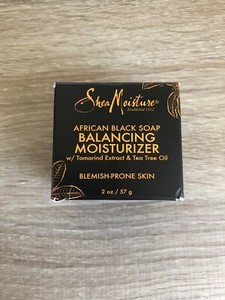 SheaMoisture®
Established 1912
AFRICAN BLACK SOAP
BALANCING
MOISTURIZER
w/ Tamarind Extract & Tea Tree Oil
BLEMISH-PRONE SKIN
2 oz / 57 g